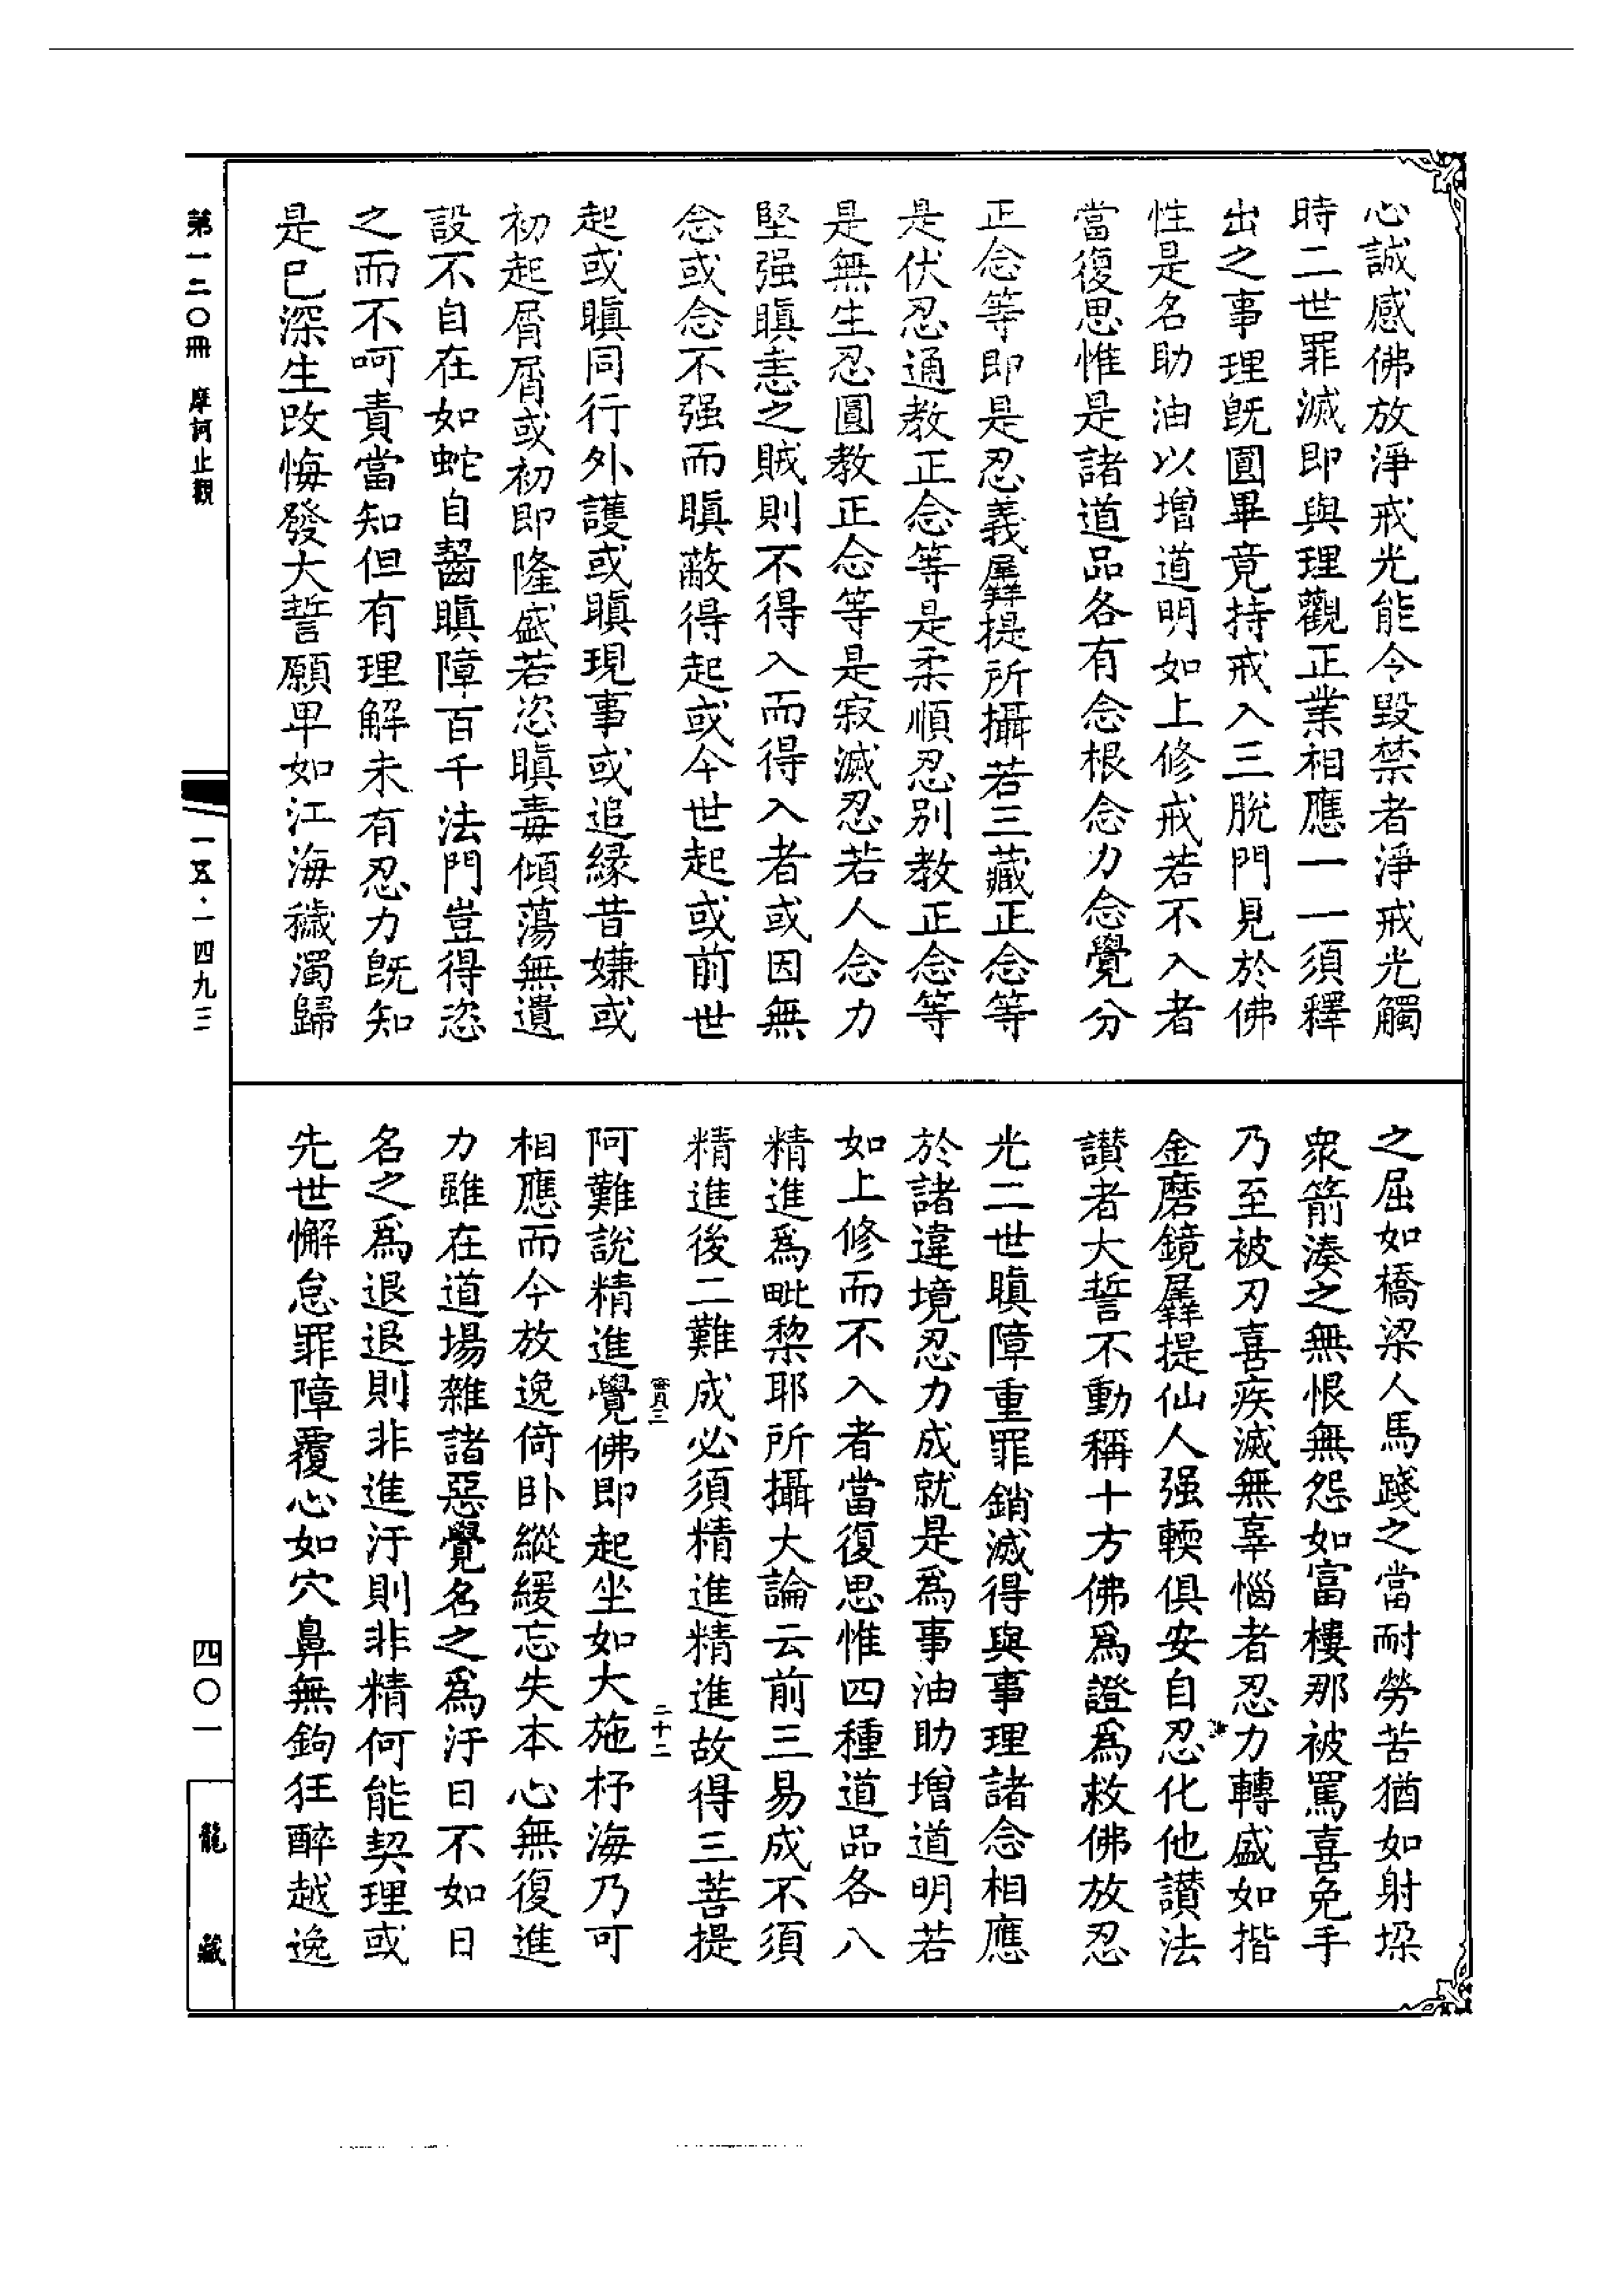 心誠感佛放淨戒光能令毀禁者淨戒光觸
時二世罪滅即與理觀正業相應一一須釋
出之事理既圓畢竟持戒入三脫門見於佛
性是名助油以增道明如上修戒若不入者
當復思惟是諸道品各有念根念力念覺分
正念等即是忍義羼提所攝若三藏正念等
是伏忍通教正念等是柔順忍別教正念等
是無生忍圓教正念等是寂滅忍若人念力
堅强瞋恚之賊則不得入而得入者或因無
念或念不强而瞋蔽得起或今世起或前世
起或瞋同行外護或瞋現事或追緣昔嫌或
初起屑屑或初即隆盛若恣瞋毒傾蕩無遺
設不自在如蛇自齧瞋障百千法門豈得恣
之而不呵責當知但有理解未有忍力既知
是已深生改悔發大誓願卑如江海穢濁歸
之屈如橋梁人馬踐之當耐勞苦猶如射垛
衆箭湊之無恨無怨如富樓那被罵喜免手
乃至被刃喜疾滅無辜惱者忍力轉盛如揩
金磨鏡羼提仙人强輭俱安自忍化他讃法
讃者大誓不動稱十方佛爲證爲救佛放忍
光二世瞋障重罪銷滅得與事理諸念相應
於諸違境忍力成就是爲事油助增道明若
如上修而不入者當復思惟四種道品各八
精進爲毗棃耶所攝大論云前三易成不須
精進後二難成必須精進精進故得三菩提
阿難說精進覺佛即起坐如大施杼海乃可
相應而今放逸倚卧縱緩忘失本心無復進
力雖在道場雜諸惡覺名之爲汙日不如日
名之爲退退則非進汙則非精何能契理或
先世懈怠罪障覆心如穴鼻無鉤狂醉越逸
二十二
第一二〇冊 摩訶止觀
一五·一四九三
四〇一
龍藏